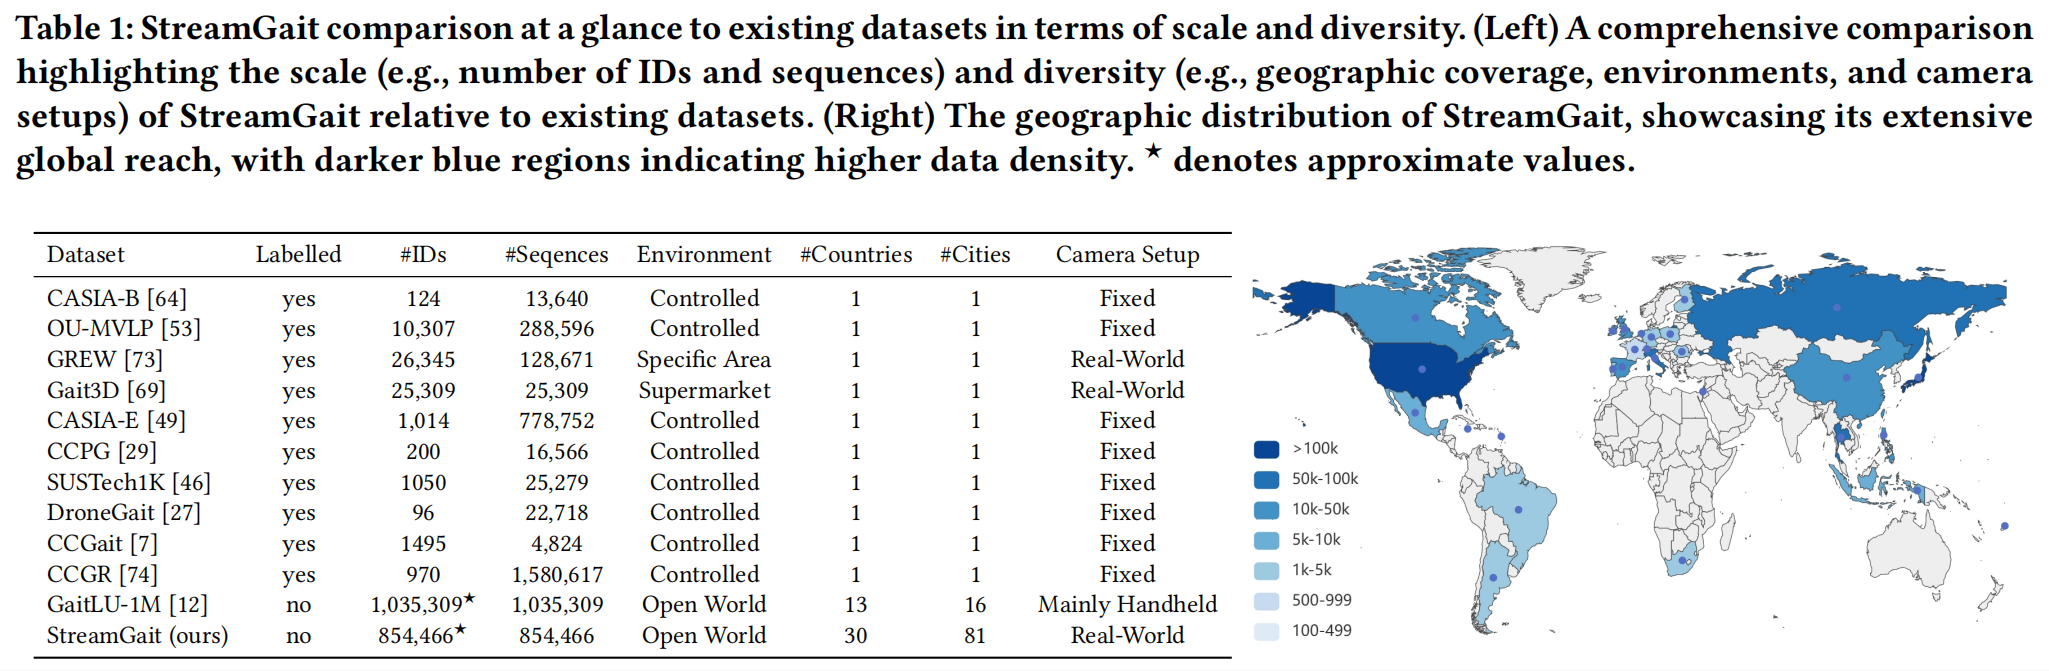 Table 1: StreamGait comparison at a glance to existing datasets in terms of scale and diversity. (Left) A comprehensive comparison
highlighting the scale (e.g., number of IDs and sequences) and diversity (e.g., geographic coverage, environments, and camera
setups) of StreamGait relative to existing datasets. (Right) The geographic distribution of StreamGait, showcasing its extensive
global reach, with darker blue regions indicating higher data density. ★ denotes approximate values.
Dataset Labelled #IDs #Seqences Environment #Countries #Cities Camera Setup
CASIA-B [64] yes 124 13,640 Controlled 1 1 Fixed
OU-MVLP [53] yes 10,307 288,596 Controlled 1 1 Fixed
GREW [73] yes 26,345 128,671 Specific Area 1 1 Real-World
Gait3D [69] yes 25,309 25,309 Supermarket 1 1 Real-World
CASIA-E [49] yes 1,014 778,752 Controlled 1 1 Fixed
CCPG [29] yes 200 16,566 Controlled 1 1 Fixed
SUSTech1K [46] yes 1050 25,279 Controlled 1 1 Fixed
DroneGait [27] yes 96 22,718 Controlled 1 1 Fixed
CCGait [7] yes 1495 4,824 Controlled 1 1 Fixed
CCGR [74] yes 970 1,580,617 Controlled 1 1 Fixed
GaitLU-1M [12] no 1,035,309★ 1,035,309 Open World 13 16 Mainly Handheld
StreamGait (ours) no 854,466★ 854,466 Open World 30 81 Real-World
>100k
50k-100k
10k-50k
5k-10k
1k-5k
500-999
100-499